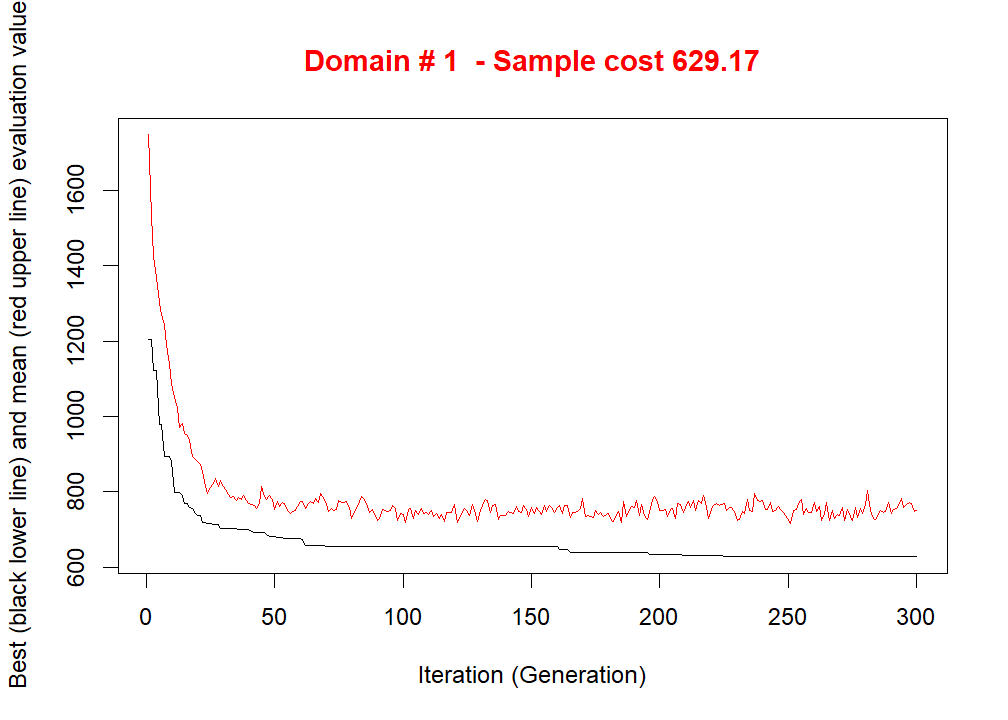 Domain # 1  - Sample cost 629.17
Best (black lower line) and mean (red upper line) evaluation value
1600
1400
1200
1000
800
600
0 50 100 150 200 250 300
Iteration (Generation)